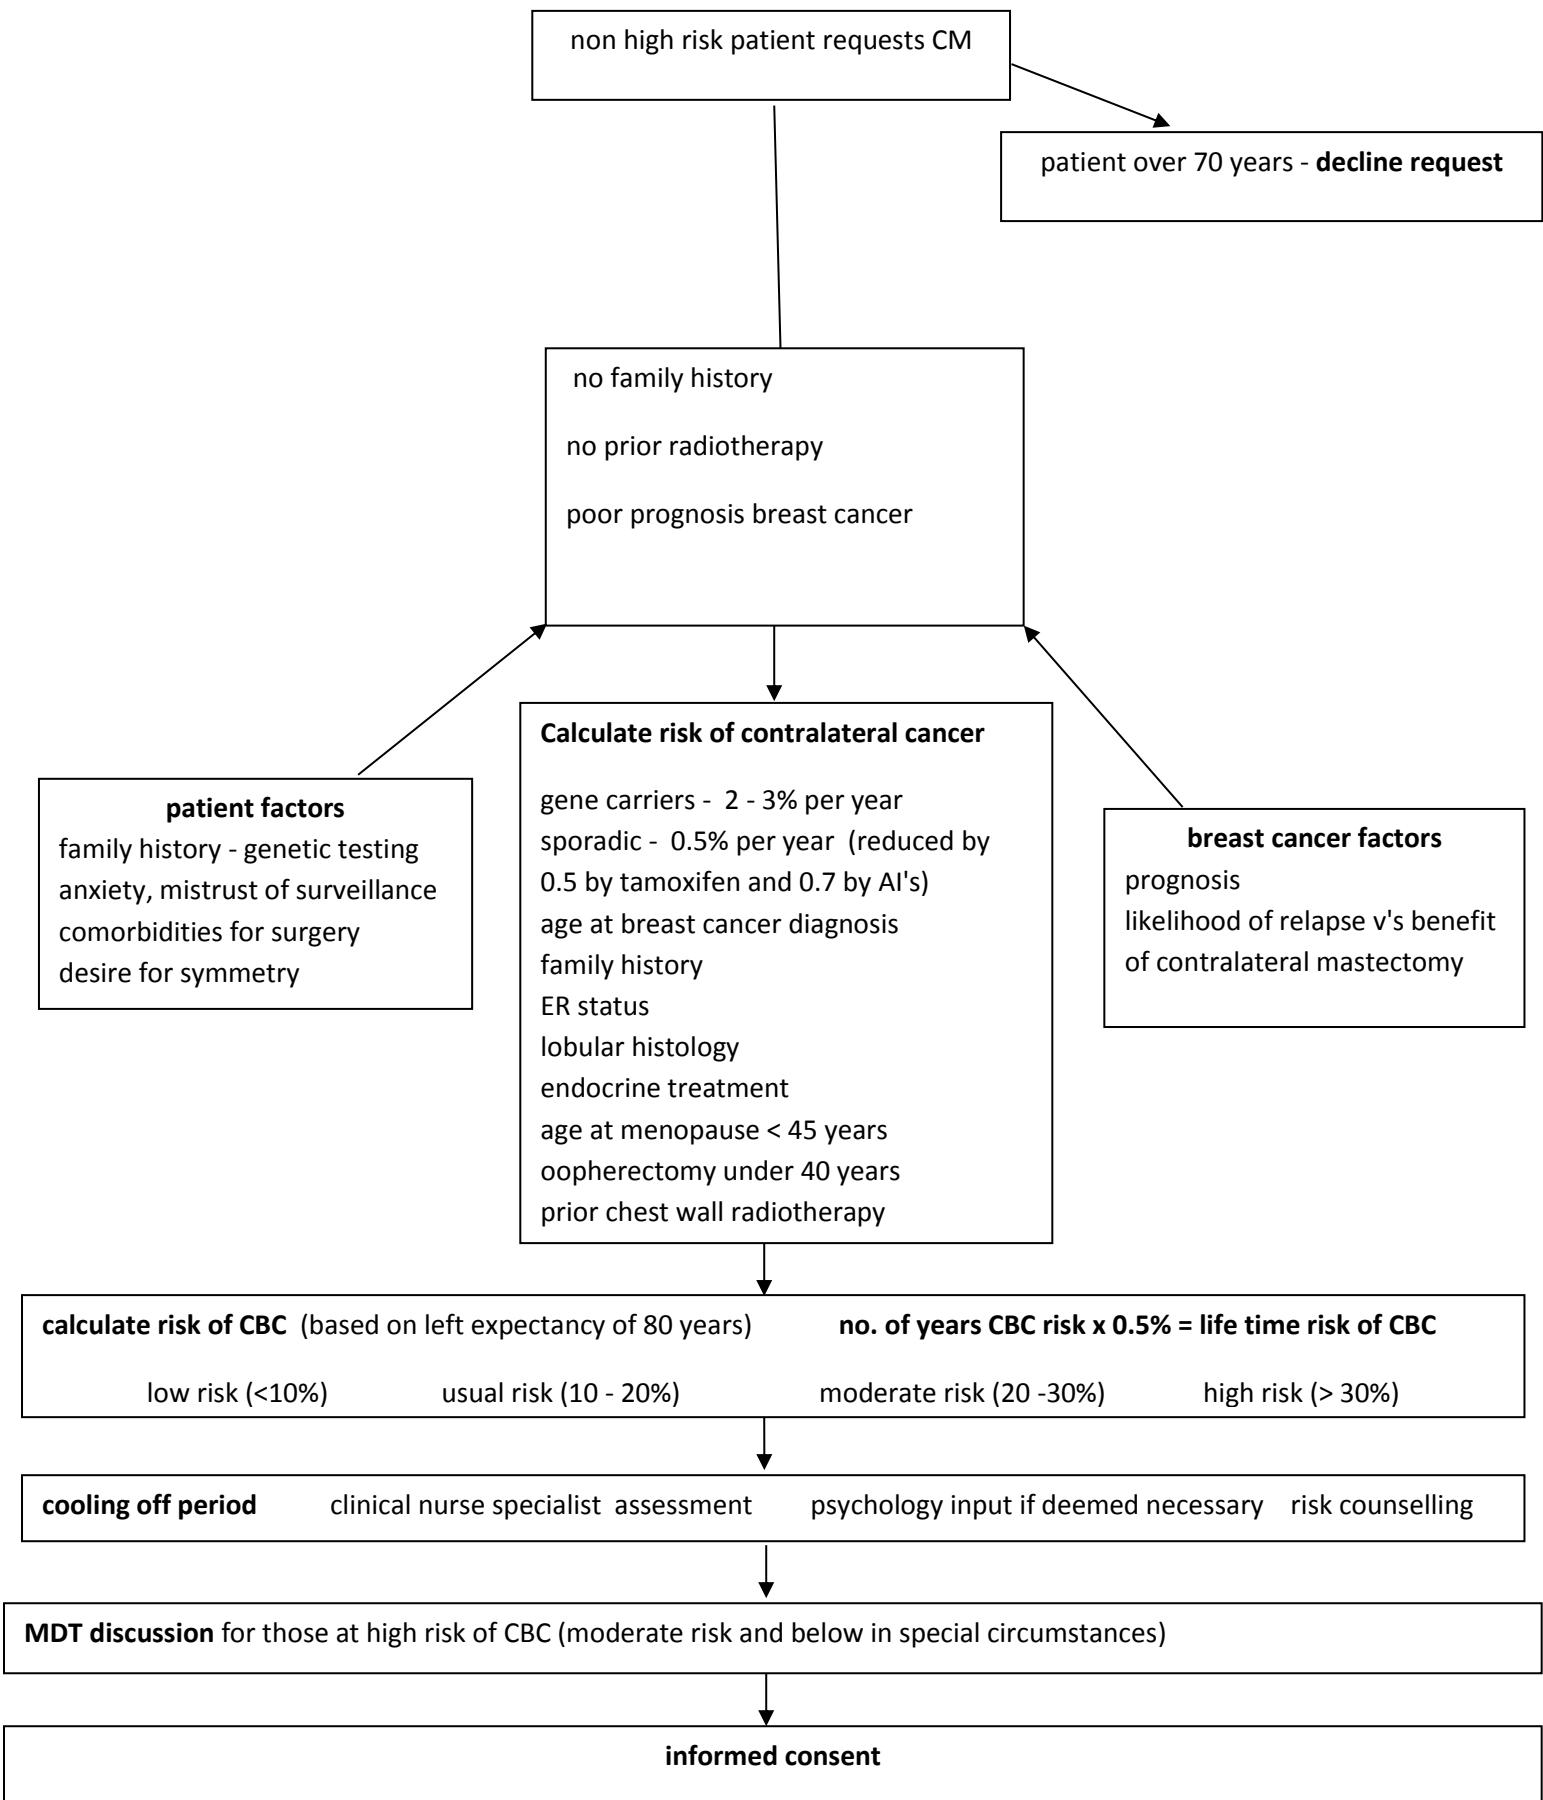 non high risk patient requests CM
patient over 70 years - decline request
no family history
no prior radiotherapy
poor prognosis breast cancer
patient factors
family history - genetic testing
anxiety, mistrust of surveillance
comorbidities for surgery
desire for symmetry
Calculate risk of contralateral cancer
gene carriers - 2 - 3% per year
sporadic - 0.5% per year (reduced by
0.5 by tamoxifen and 0.7 by AI's)
age at breast cancer diagnosis
family history
ER status
lobular histology
endocrine treatment
age at menopause < 45 years
oopherectomy under 40 years
prior chest wall radiotherapy
breast cancer factors
prognosis
likelihood of relapse v's benefit
of contralateral mastectomy
calculate risk of CBC (based on left expectancy of 80 years) no. of years CBC risk x 0.5% = life time risk of CBC
low risk (<10%) usual risk (10 - 20%) moderate risk (20 -30%) high risk (> 30%)
cooling off period clinical nurse specialist assessment psychology input if deemed necessary risk counselling
MDT discussion for those at high risk of CBC (moderate risk and below in special circumstances)
informed consent